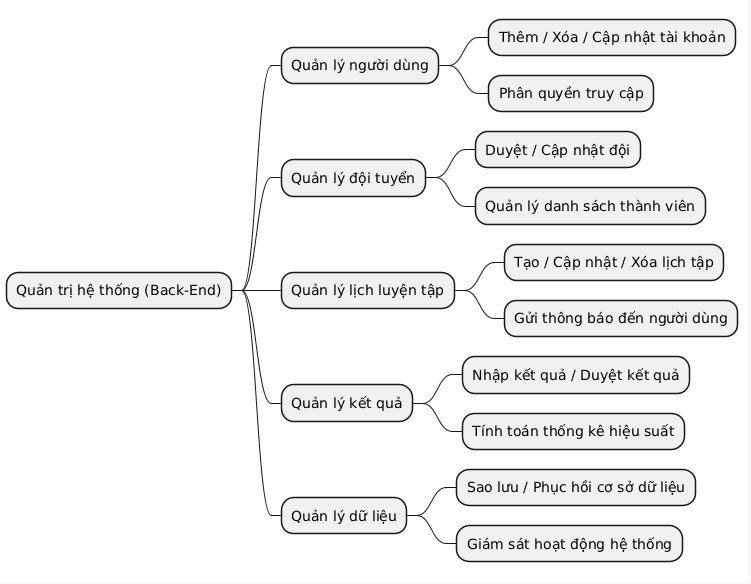 Quản trị hệ thống (Back-End)
Quản lý người dùng
Thêm / Xóa / Cập nhật tài khoản
Phân quyền truy cập
Quản lý đội tuyển
Duyệt / Cập nhật đội
Quản lý danh sách thành viên
Quản lý lịch luyện tập
Tạo / Cập nhật / Xóa lịch tập
Gửi thông báo đến người dùng
Quản lý kết quả
Nhập kết quả / Duyệt kết quả
Tính toán thống kê hiệu suất
Quản lý dữ liệu
Sao lưu / Phục hồi cơ sở dữ liệu
Giám sát hoạt động hệ thống